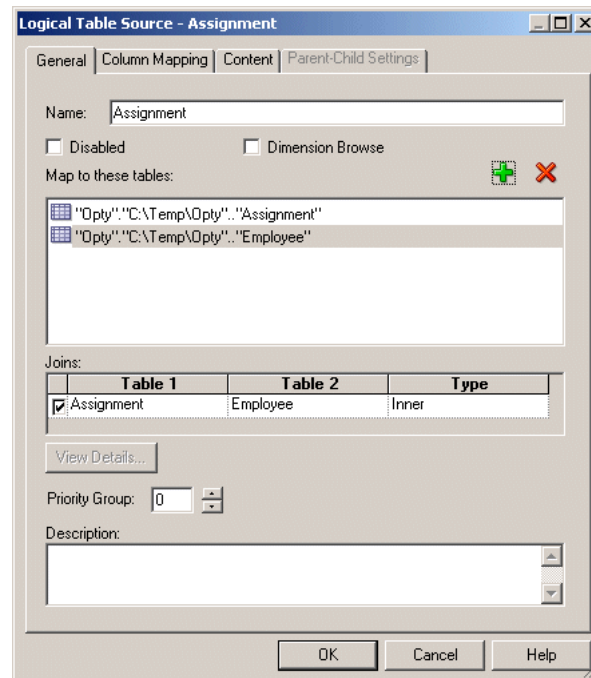 Logical Table Source - Assignment
General Column Mapping Content Parent-Child Settings
Name: Assignment
Disabled Dimension Browse
Map to these tables:
"Opty"."C:\Temp\Opty".."Assignment"
"Opty"."C:\Temp\Opty".."Employee"
Joins:
Table 1 Table 2 Type
Assignment Employee Inner
View Details...
Priority Group: 0
Description:
OK Cancel Help